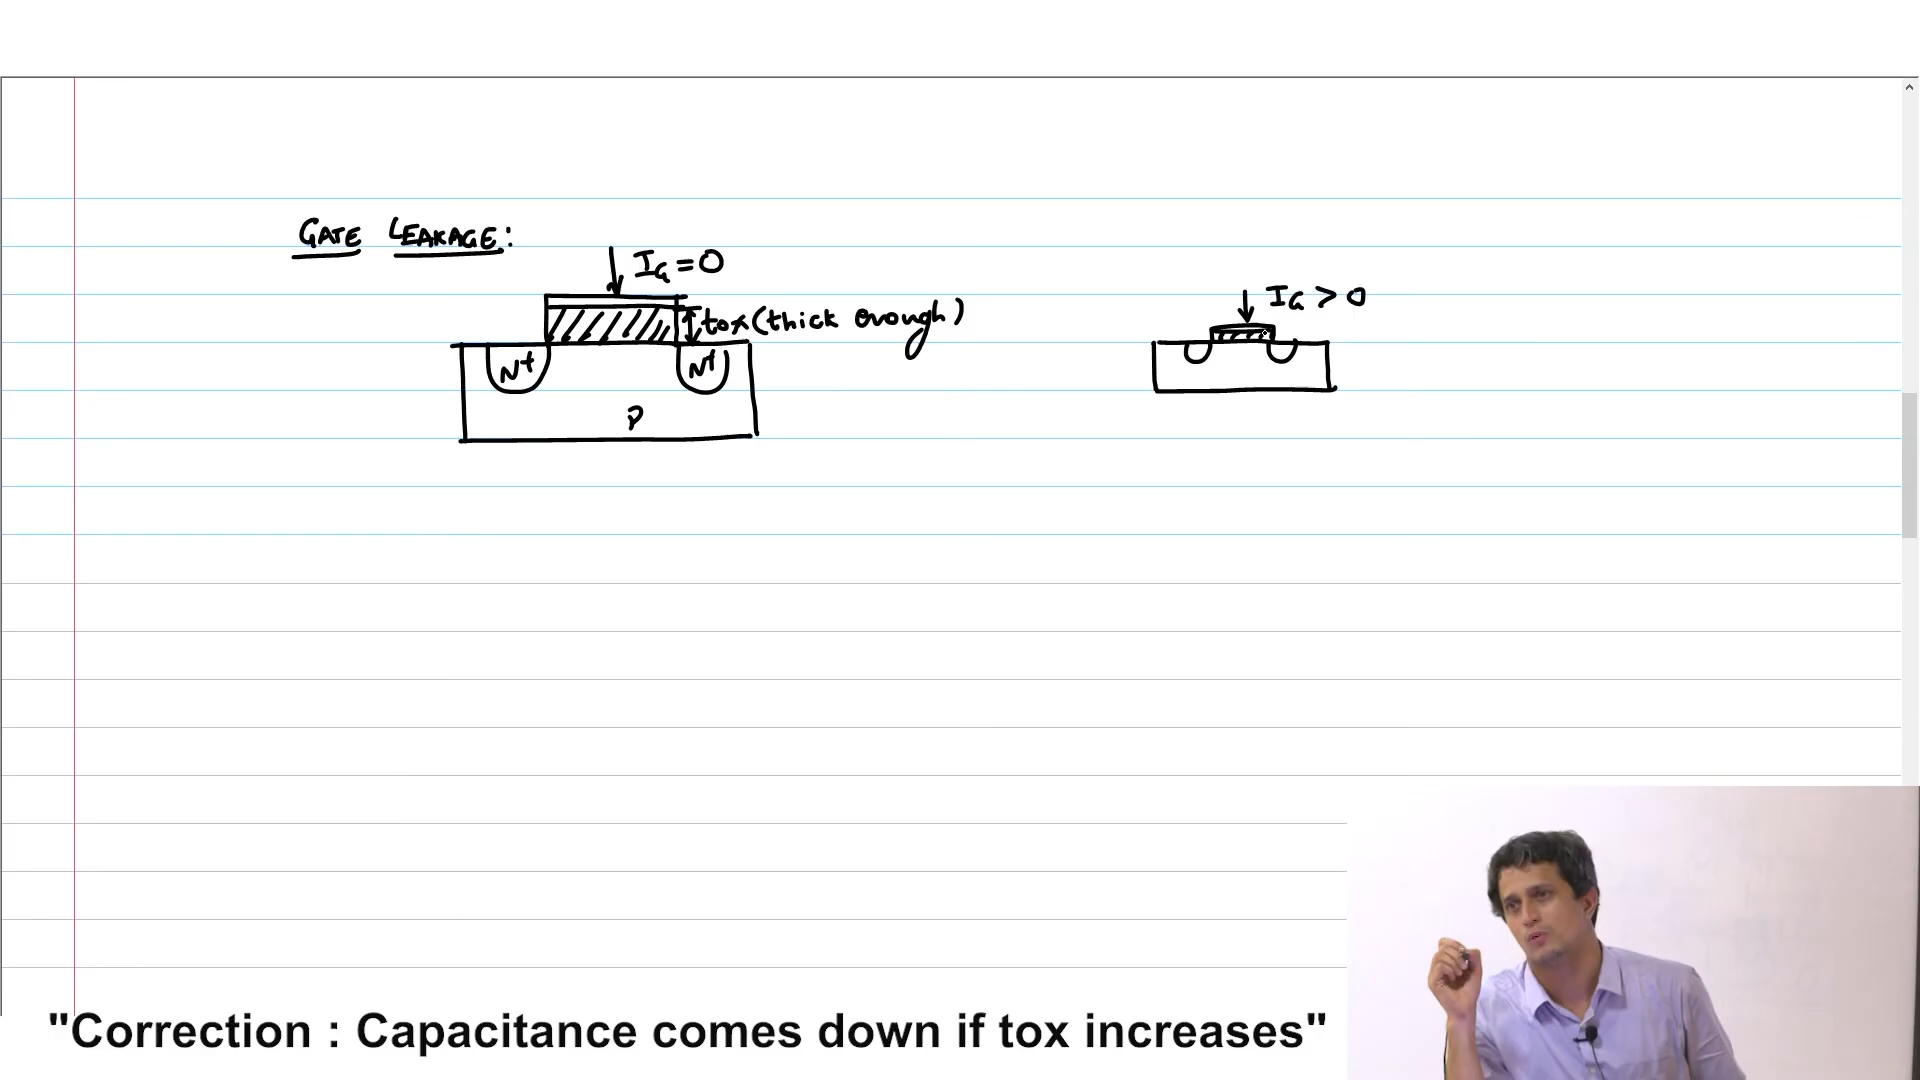 GATE LEAKAGE:
IG = 0
tox (thick enough)
N+ N+
P
IG > 0
"Correction : Capacitance comes down if tox increases"